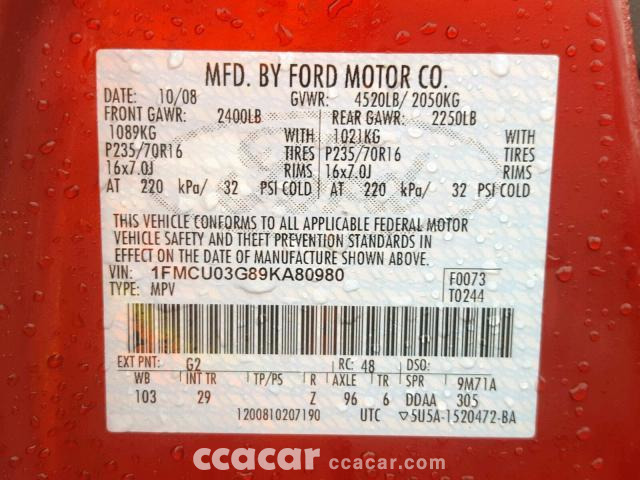 MFD. BY FORD MOTOR CO.
DATE: 10/08 GVWR: 4520LB/ 2050KG
FRONT GAWR: 2400LB REAR GAWR: 2250LB
1089KG WITH 1021KG WITH
P235/70R16 TIRES P235/70R16 TIRES
16x7.0J RIMS 16x7.0J RIMS
AT 220 kPa/ 32 PSI COLD AT 220 kPa/ 32 PSI COLD
THIS VEHICLE CONFORMS TO ALL APPLICABLE FEDERAL MOTOR
VEHICLE SAFETY AND THEFT PREVENTION STANDARDS IN
EFFECT ON THE DATE OF MANUFACTURE SHOWN ABOVE.
VIN: 1FMCU03G89KA80980 F0073
TYPE: MPV T0244
EXT PNT: G2 RC: 48 DSO:
WB INT TR TP/PS R AXLE TR SPR 9M71A
103 29 Z 96 6 DDAA 305
1200810207190 UTC ▽5U5A-1520472-BA
ccacar ccacar.com